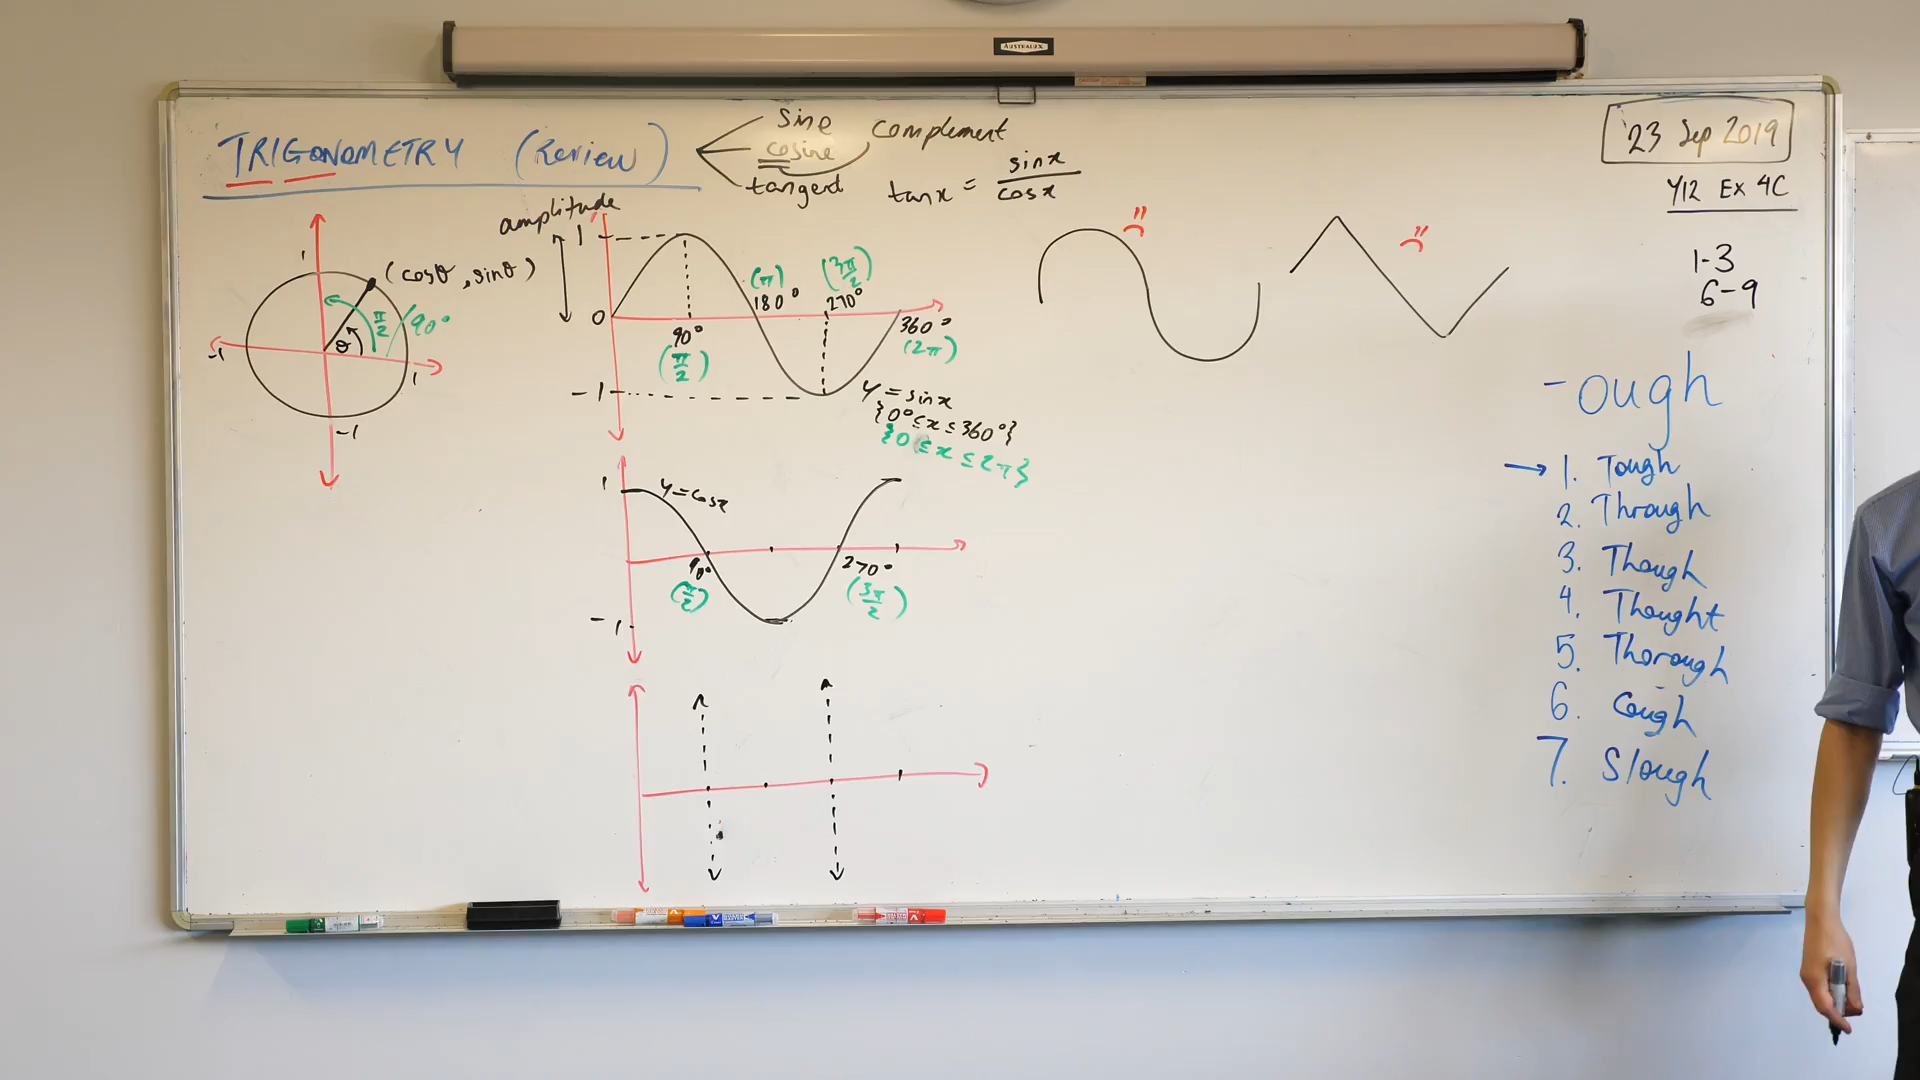 AUSTRALUX
TRIGONOMETRY (Review)
sine
cosine
tangent
complement
tan x = sin x / cos x
23 Sep 2019
Y12 Ex 4C
1-3
6-9
1
-1
1
-1
(cosθ, sinθ)
θ
π/2
90°
amplitude
1
0
-1
90°
(π/2)
(π)
180°
(3π/2)
270°
360°
(2π)
y = sin x
{0° ≤ x ≤ 360°}
{0 ≤ x ≤ 2π}
1
y = cos x
90°
(π/2)
270°
(3π/2)
-1
-ough
→ 1. Tough
2. Through
3. Though
4. Thought
5. Thorough
6. Cough
7. Slough